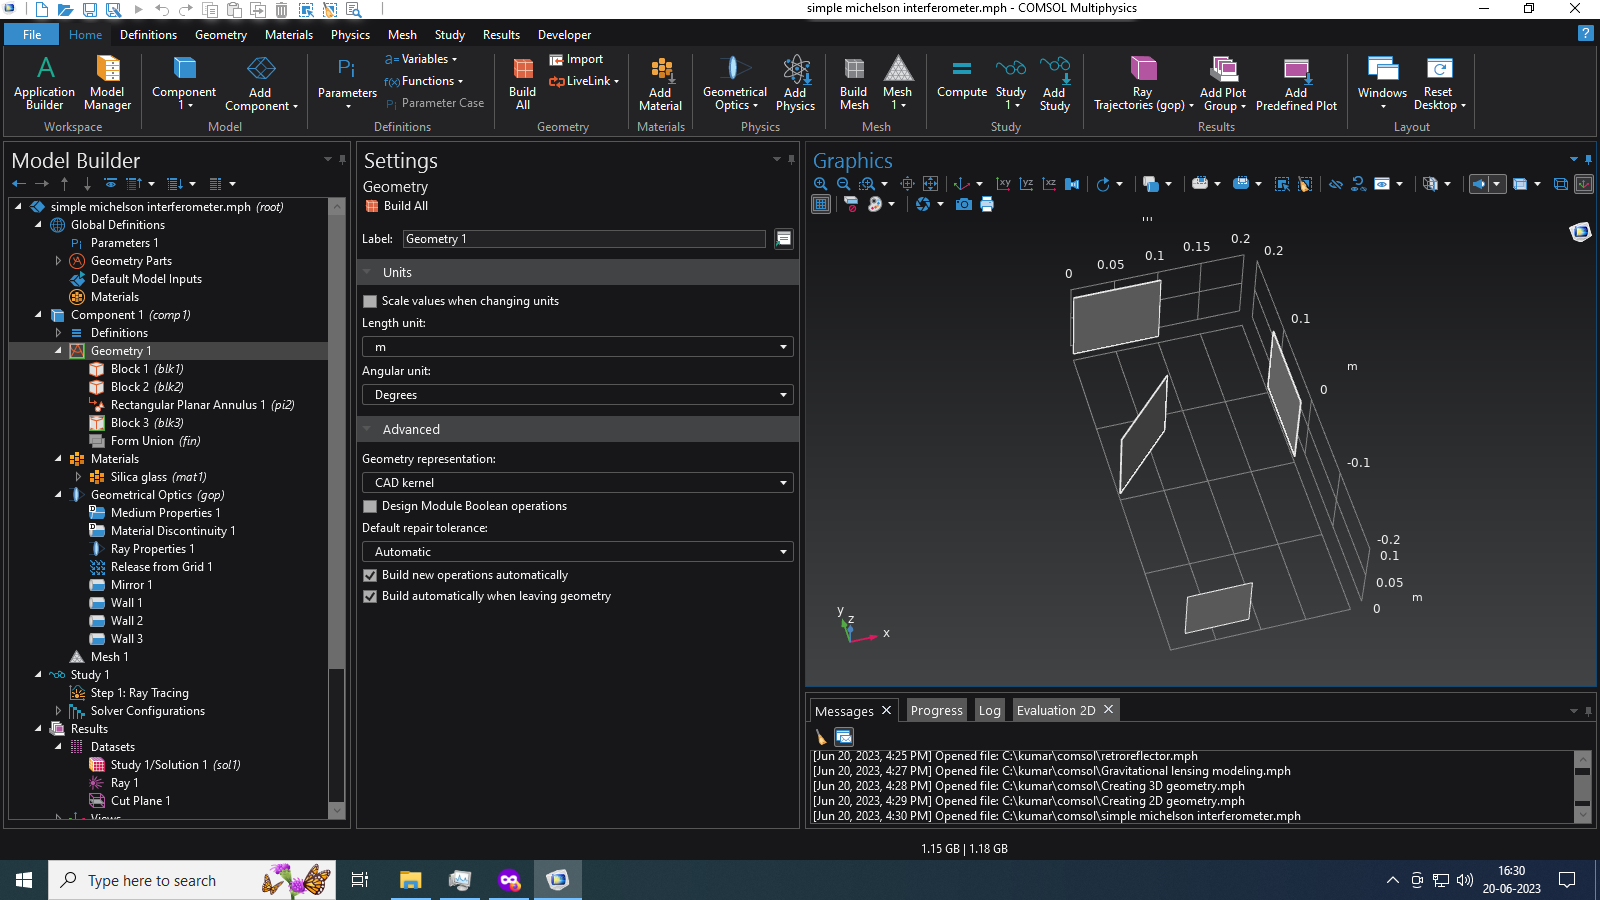 simple michelson interferometer.mph - COMSOL Multiphysics
File Home Definitions Geometry Materials Physics Mesh Study Results Developer
Application Builder
Model Manager
Workspace
Component 1
Add Component
Model
Parameters
a= Variables
f(x) Functions
Pi Parameter Case
Definitions
Build All
Import
LiveLink
Geometry
Add Material
Materials
Geometrical Optics
Add Physics
Physics
Build Mesh
Mesh 1
Mesh
Compute
Study 1
Add Study
Study
Ray Trajectories (gop)
Add Plot Group
Add Predefined Plot
Results
Windows
Reset Desktop
Layout
Model Builder
simple michelson interferometer.mph (root)
Global Definitions
Pi Parameters 1
Geometry Parts
Default Model Inputs
Materials
Component 1 (comp1)
Definitions
Geometry 1
Block 1 (blk1)
Block 2 (blk2)
Rectangular Planar Annulus 1 (pi2)
Block 3 (blk3)
Form Union (fin)
Materials
Silica glass (mat1)
Geometrical Optics (gop)
Medium Properties 1
Material Discontinuity 1
Ray Properties 1
Release from Grid 1
Mirror 1
Wall 1
Wall 2
Wall 3
Mesh 1
Study 1
Step 1: Ray Tracing
Solver Configurations
Results
Datasets
Study 1/Solution 1 (sol1)
Ray 1
Cut Plane 1
Views
Settings
Geometry
Build All
Label: Geometry 1
Units
Scale values when changing units
Length unit:
m
Angular unit:
Degrees
Advanced
Geometry representation:
CAD kernel
Design Module Boolean operations
Default repair tolerance:
Automatic
Build new operations automatically
Build automatically when leaving geometry
Graphics
xy yz xz
m
0 0.05 0.1 0.15 0.2
0.2
0.1
m
0
-0.1
-0.2
0.1
0.05
m
0
y
z
x
Messages Progress Log Evaluation 2D
[Jun 20, 2023, 4:25 PM] Opened file: C:\kumar\comsol\retroreflector.mph
[Jun 20, 2023, 4:27 PM] Opened file: C:\kumar\comsol\Gravitational lensing modeling.mph
[Jun 20, 2023, 4:28 PM] Opened file: C:\kumar\comsol\Creating 3D geometry.mph
[Jun 20, 2023, 4:29 PM] Opened file: C:\kumar\comsol\Creating 2D geometry.mph
[Jun 20, 2023, 4:30 PM] Opened file: C:\kumar\comsol\simple michelson interferometer.mph
1.15 GB | 1.18 GB
Type here to search
16:30
20-06-2023